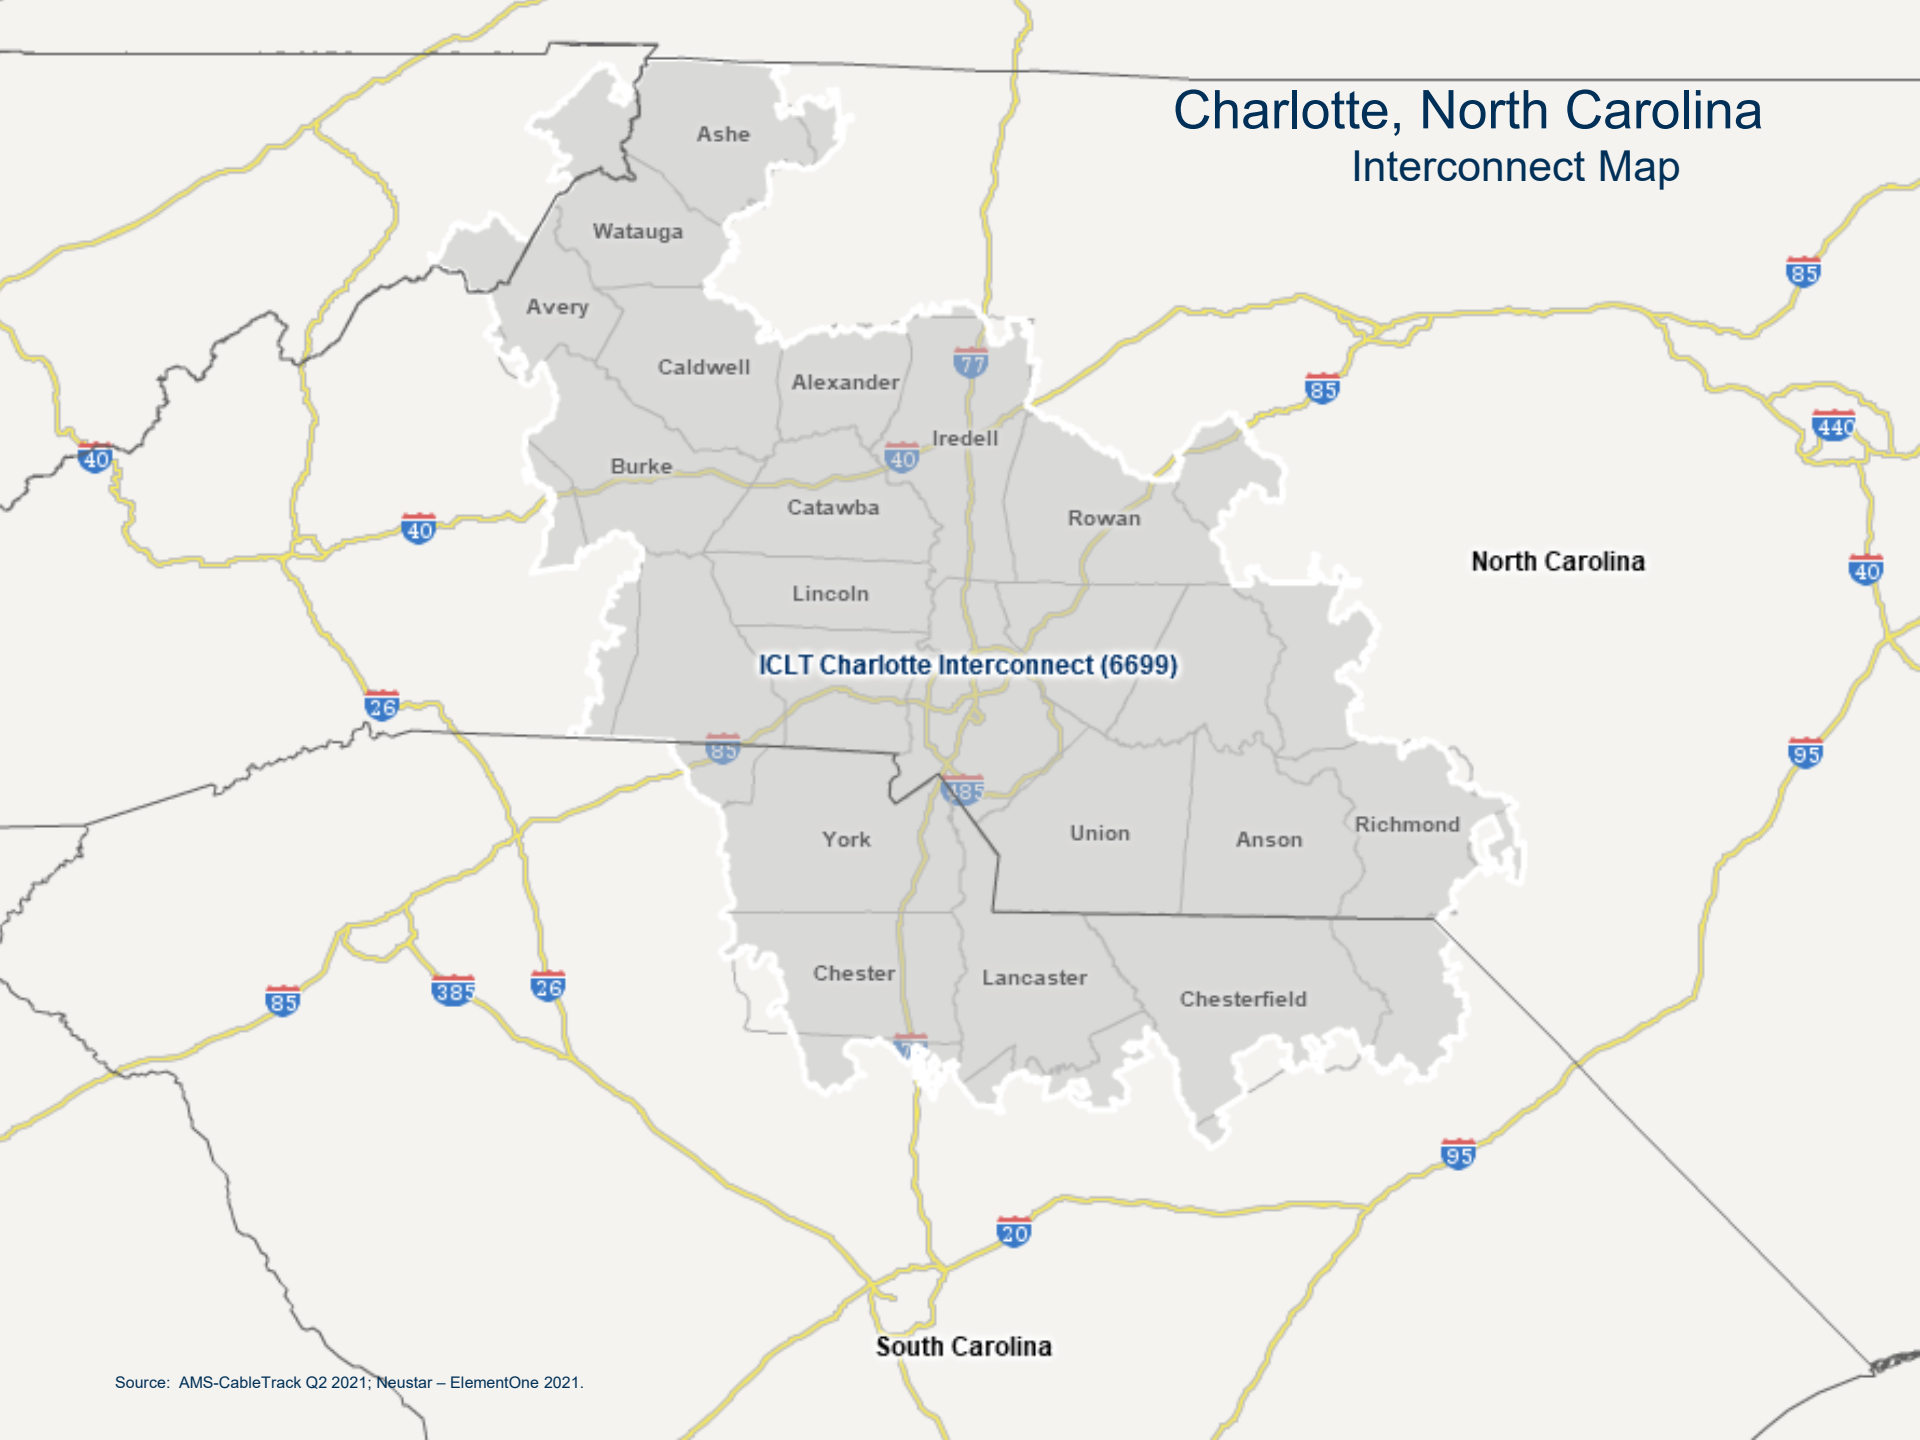 Charlotte, North Carolina
Interconnect Map
Ashe
Watauga
85
Avery
77
Caldwell
Alexander
85
440
Iredell
40
40
Burke
Catawba
Rowan
40
North Carolina
40
Lincoln
ICLT Charlotte Interconnect (6699)
26
85
95
485
York
Union
Anson
Richmond
Chester
Lancaster
Chesterfield
85
385
26
95
20
South Carolina
Source: AMS-CableTrack Q2 2021; Neustar – ElementOne 2021.